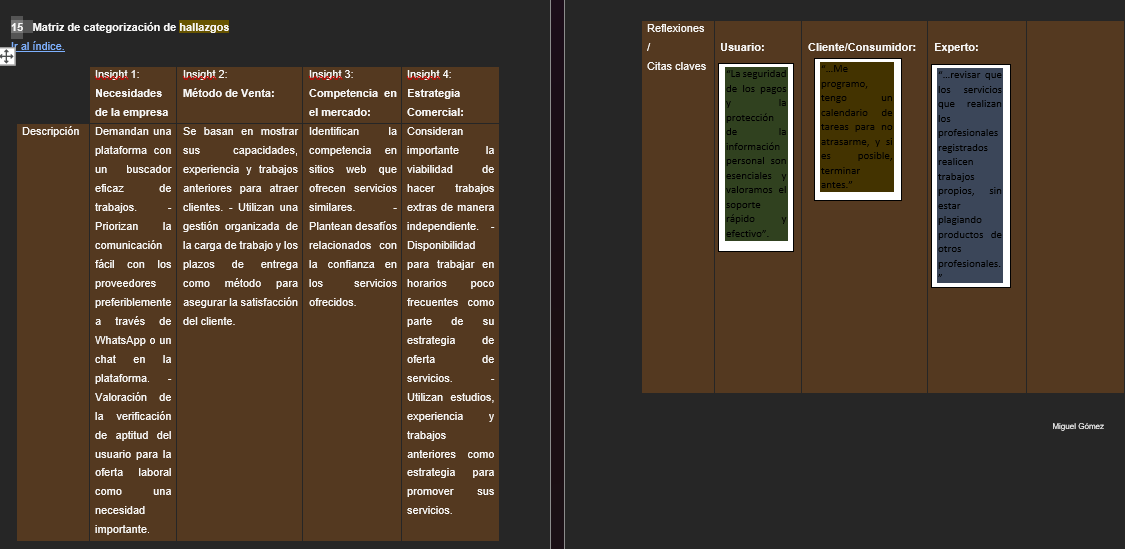 15 Matriz de categorización de hallazgos
Ir al índice.
Insight 1:
Necesidades
de la empresa
Insight 2:
Método de Venta:
Insight 3:
Competencia en
el mercado:
Insight 4:
Estrategia
Comercial:
Descripción
Demandan una
plataforma con
un buscador
eficaz de
trabajos. -
Priorizan la
comunicación
fácil con los
proveedores
preferiblemente
a través de
WhatsApp o un
chat en la
plataforma. -
Valoración de
la verificación
de aptitud del
usuario para la
oferta laboral
como una
necesidad
importante.
Se basan en mostrar
sus capacidades,
experiencia y trabajos
anteriores para atraer
clientes. - Utilizan una
gestión organizada de
la carga de trabajo y los
plazos de entrega
como método para
asegurar la satisfacción
del cliente.
Identifican la
competencia en
sitios web que
ofrecen servicios
similares. -
Plantean desafíos
relacionados con
la confianza en
los servicios
ofrecidos.
Consideran
importante la
viabilidad de
hacer trabajos
extras de manera
independiente. -
Disponibilidad
para trabajar en
horarios poco
frecuentes como
parte de su
estrategia de
oferta de
servicios. -
Utilizan estudios,
experiencia y
trabajos
anteriores como
estrategia para
promover sus
servicios.
Reflexiones
/
Citas claves
Usuario:
"La seguridad
de los pagos
y la
protección
de la
información
personal son
esenciales y
valoramos el
soporte
rápido y
efectivo".
Cliente/Consumidor:
"...Me
programo,
tengo un
calendario de
tareas para no
atrasarme, y si
es posible,
terminar
antes."
Experto:
"...revisar que
los servicios
que realizan
los
profesionales
registrados
realicen
trabajos
propios, sin
estar
plagiando
productos de
otros
profesionales.
"
Miguel Gómez